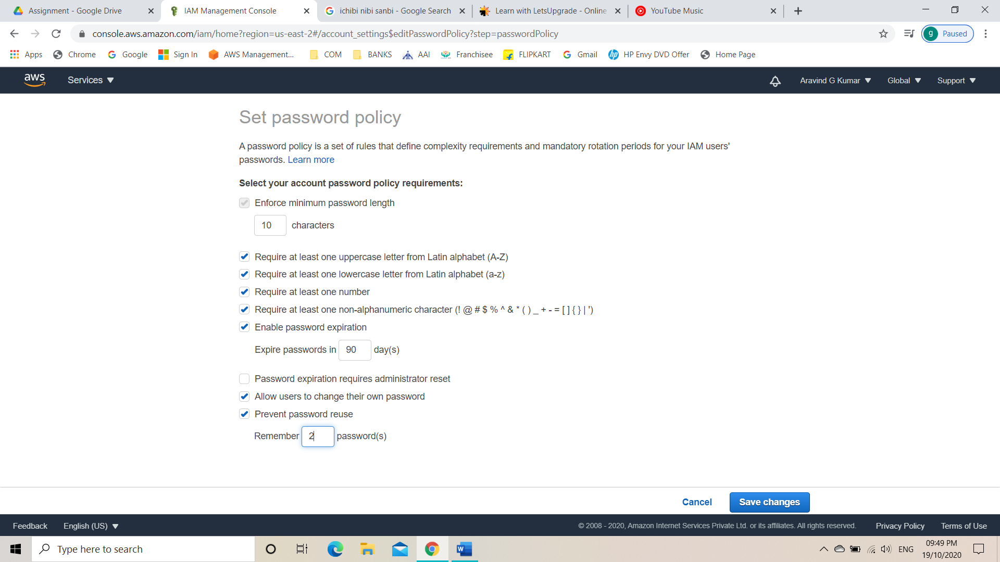 Assignment - Google Drive
IAM Management Console
ichibi nibi sanbi - Google Search
Learn with LetsUpgrade - Online
YouTube Music
console.aws.amazon.com/iam/home?region=us-east-2#/account_settings$editPasswordPolicy?step=passwordPolicy
g Paused
Apps Chrome Google Sign In AWS Management... COM BANKS AAI Franchisee FLIPKART Gmail HP Envy DVD Offer Home Page
aws Services Aravind G Kumar Global Support
Set password policy
A password policy is a set of rules that define complexity requirements and mandatory rotation periods for your IAM users'
passwords. Learn more
Select your account password policy requirements:
Enforce minimum password length
10 characters
Require at least one uppercase letter from Latin alphabet (A-Z)
Require at least one lowercase letter from Latin alphabet (a-z)
Require at least one number
Require at least one non-alphanumeric character (! @ # $ % ^ & * ( ) _ + - = [ ] { } | ')
Enable password expiration
Expire passwords in 90 day(s)
Password expiration requires administrator reset
Allow users to change their own password
Prevent password reuse
Remember 2 password(s)
Cancel Save changes
Feedback English (US) © 2008 - 2020, Amazon Internet Services Private Ltd. or its affiliates. All rights reserved. Privacy Policy Terms of Use
Type here to search
ENG
09:49 PM
19/10/2020